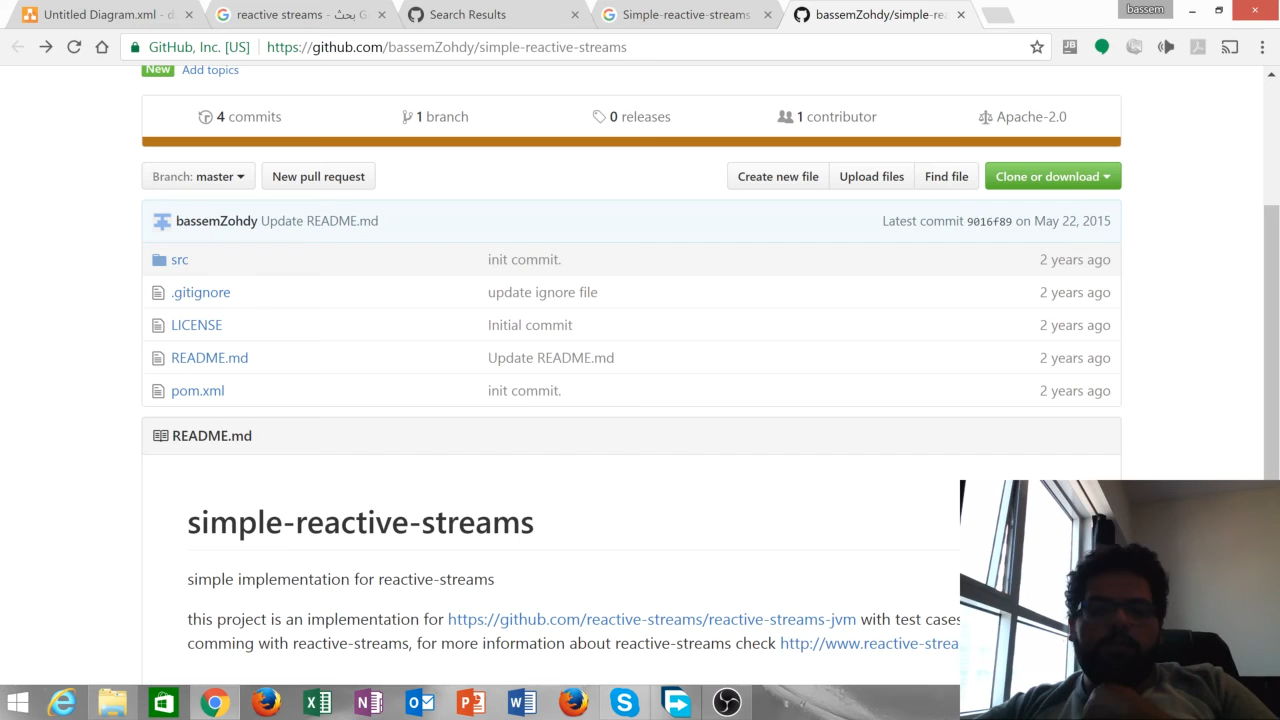 Untitled Diagram.xml - d
reactive streams - بحث G
Search Results
Simple-reactive-streams
bassemZohdy/simple-rea
bassem
GitHub, Inc. [US] https://github.com/bassemZohdy/simple-reactive-streams
New Add topics
4 commits 1 branch 0 releases 1 contributor Apache-2.0
Branch: master New pull request Create new file Upload files Find file Clone or download
bassemZohdy Update README.md Latest commit 9016f89 on May 22, 2015
src init commit. 2 years ago
.gitignore update ignore file 2 years ago
LICENSE Initial commit 2 years ago
README.md Update README.md 2 years ago
pom.xml init commit. 2 years ago
README.md
simple-reactive-streams
simple implementation for reactive-streams
this project is an implementation for https://github.com/reactive-streams/reactive-streams-jvm with test cases
comming with reactive-streams, for more information about reactive-streams check http://www.reactive-strea